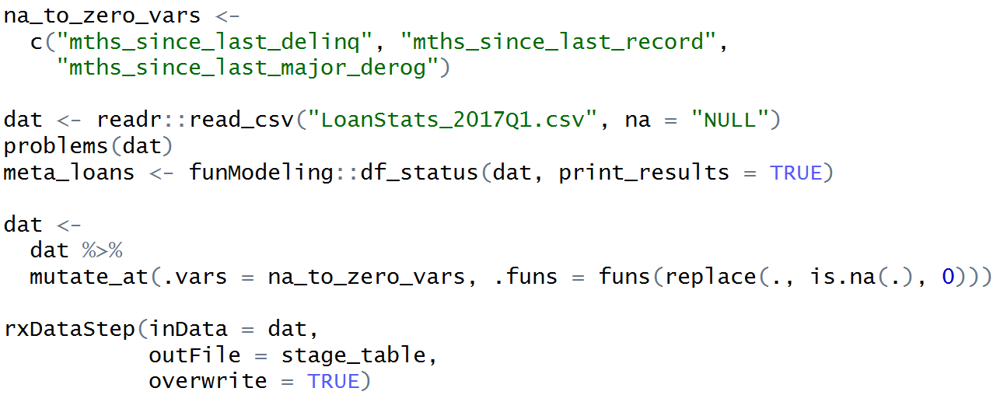 na_to_zero_vars <-
  c("mths_since_last_delinq", "mths_since_last_record",
    "mths_since_last_major_derog")

dat <- readr::read_csv("LoanStats_2017Q1.csv", na = "NULL")
problems(dat)
meta_loans <- funModeling::df_status(dat, print_results = TRUE)

dat <-
  dat %>%
  mutate_at(.vars = na_to_zero_vars, .funs = funs(replace(., is.na(.), 0)))

rxDataStep(inData = dat,
           outFile = stage_table,
           overwrite = TRUE)